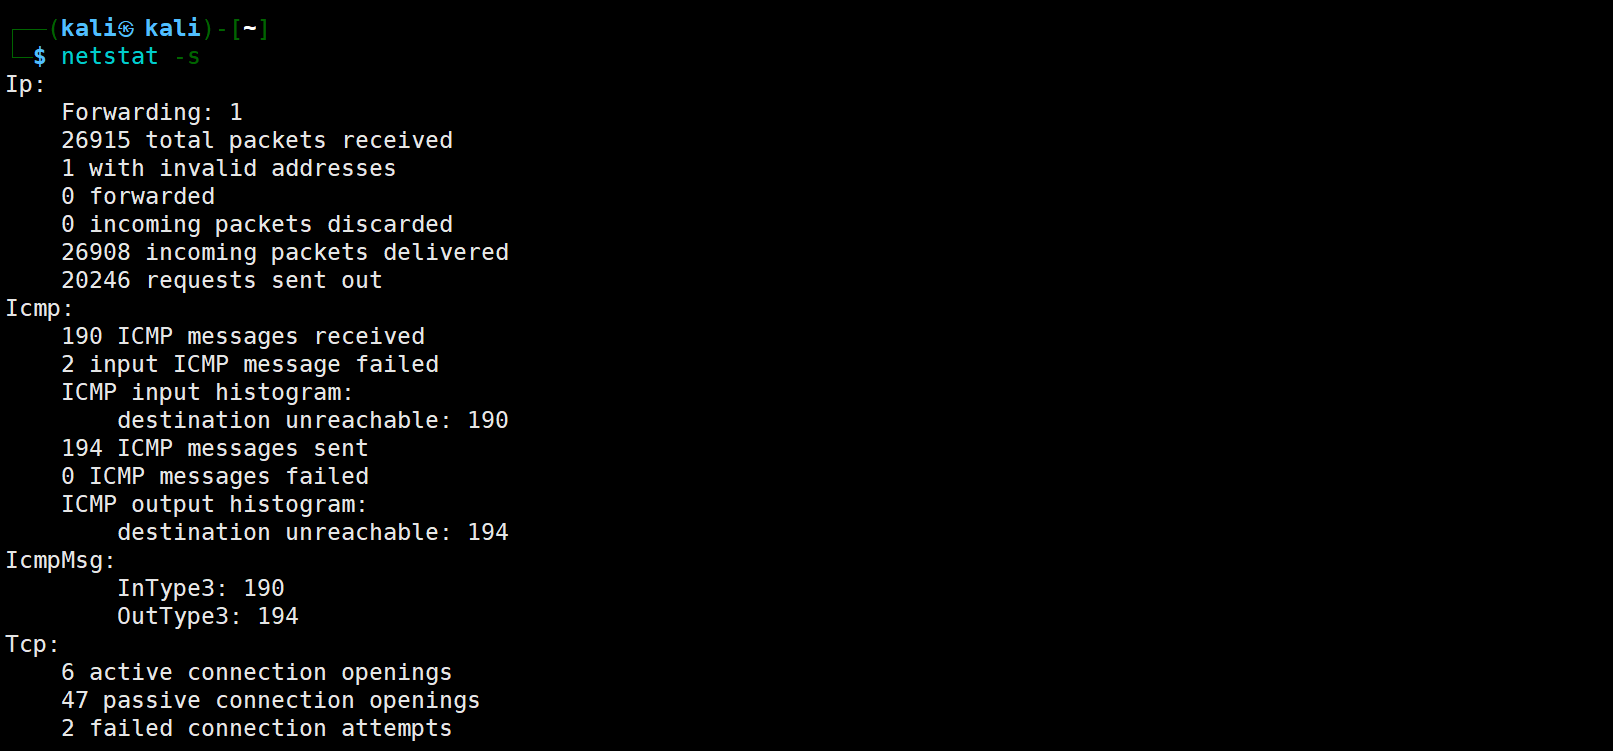 ┌──(kali㉿kali)-[~]
└─$ netstat -s
Ip:
    Forwarding: 1
    26915 total packets received
    1 with invalid addresses
    0 forwarded
    0 incoming packets discarded
    26908 incoming packets delivered
    20246 requests sent out
Icmp:
    190 ICMP messages received
    2 input ICMP message failed
    ICMP input histogram:
        destination unreachable: 190
    194 ICMP messages sent
    0 ICMP messages failed
    ICMP output histogram:
        destination unreachable: 194
IcmpMsg:
        InType3: 190
        OutType3: 194
Tcp:
    6 active connection openings
    47 passive connection openings
    2 failed connection attempts